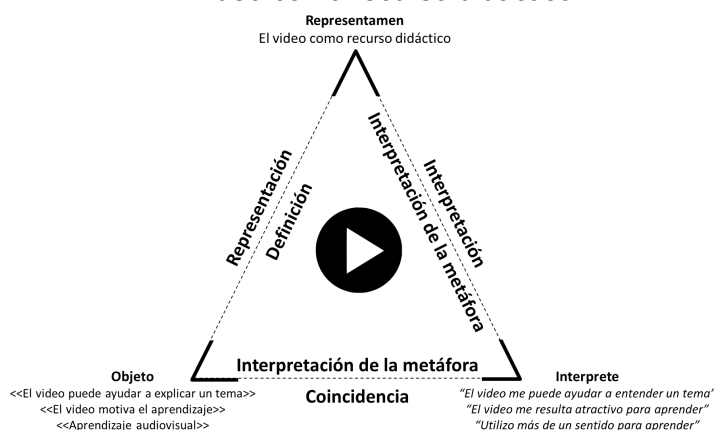 Representamen
El video como recurso didáctico
Representación
Definición
Interpretación
Interpretación de la metáfora
Interpretación de la metáfora
Coincidencia
Objeto
<<El video puede ayudar a explicar un tema>>
<<El video motiva el aprendizaje>>
<<Aprendizaje audiovisual>>
Interprete
“El video me puede ayudar a entender un tema”
“El video me resulta atractivo para aprender”
“Utilizo más de un sentido para aprender”